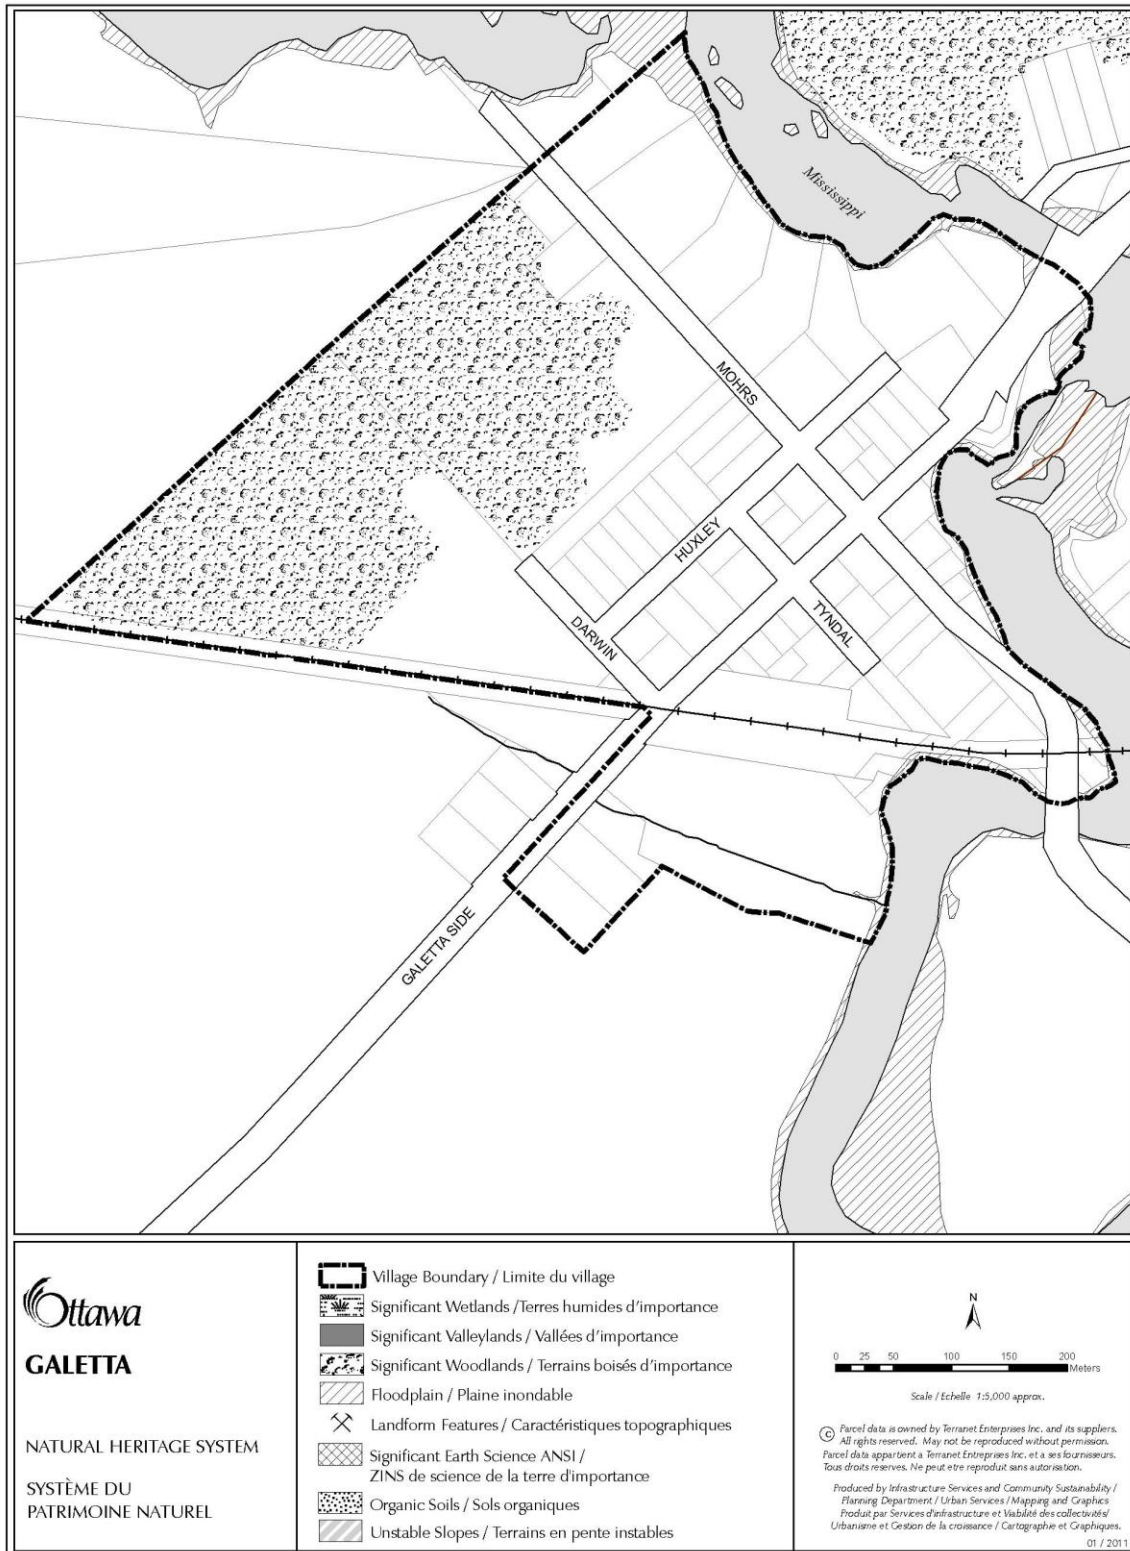 Mississippi
MOHRS
HUXLEY
TYNDAL
DARWIN
GALETTA SIDE
Ottawa
GALETTA
NATURAL HERITAGE SYSTEM
SYSTÈME DU
PATRIMOINE NATUREL
Village Boundary / Limite du village
Significant Wetlands /Terres humides d'importance
Significant Valleylands / Vallées d'importance
Significant Woodlands / Terrains boisés d'importance
Floodplain / Plaine inondable
Landform Features / Caractéristiques topographiques
Significant Earth Science ANSI /
ZINS de science de la terre d'importance
Organic Soils / Sols organiques
Unstable Slopes / Terrains en pente instables
N
0 25 50 100 150 200
Meters
Scale / Echelle 1:5,000 approx.
© Parcel data is owned by Teranet Enterprises Inc. and its suppliers.
All rights reserved. May not be reproduced without permission.
Parcel data appartient a Teranet Entreprises Inc. et a ses fournisseurs.
Tous droits reserves. Ne peut etre reproduit sans autorisation.
Produced by Infrastructure Services and Community Sustainability /
Planning Department / Urban Services / Mapping and Graphics
Produit par Services d'infrastructure et Viabilité des collectivités/
Urbanisme et Gestion de la croissance / Cartographie et Graphiques.
01 / 2011